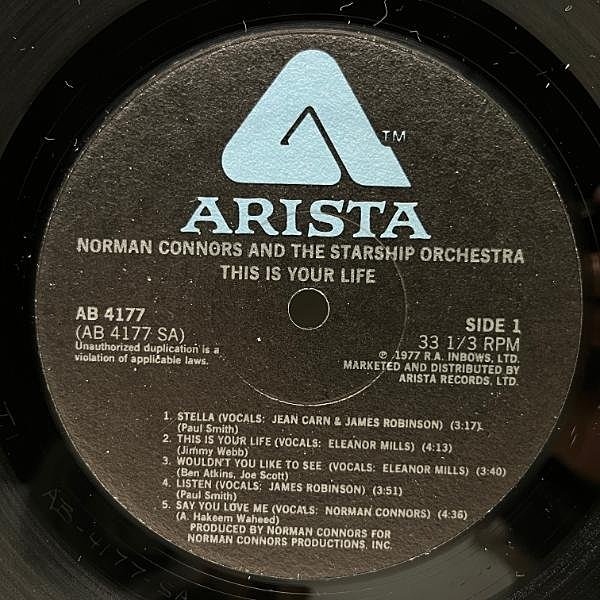 TM
ARISTA
NORMAN CONNORS AND THE STARSHIP ORCHESTRA
THIS IS YOUR LIFE
AB 4177
(AB 4177 SA)
Unauthorized duplication is a
violation of applicable laws.
SIDE 1
33 1/3 RPM
℗ 1977 R.A. INBOWS, LTD.
MARKETED AND DISTRIBUTED BY
ARISTA RECORDS, LTD.
1. STELLA (VOCALS: JEAN CARN & JAMES ROBINSON) (3:17)
(Paul Smith)
2. THIS IS YOUR LIFE (VOCALS: ELEANOR MILLS) (4:13)
(Jimmy Webb)
3. WOULDN'T YOU LIKE TO SEE (VOCALS: ELEANOR MILLS) (3:40)
(Ben Atkins, Joe Scott)
4. LISTEN (VOCALS: JAMES ROBINSON) (3:51)
(Paul Smith)
5. SAY YOU LOVE ME (VOCALS: NORMAN CONNORS) (4:36)
(A. Hakeem Waheed)
PRODUCED BY NORMAN CONNORS FOR
NORMAN CONNORS PRODUCTIONS, INC.
AB 4177 SA